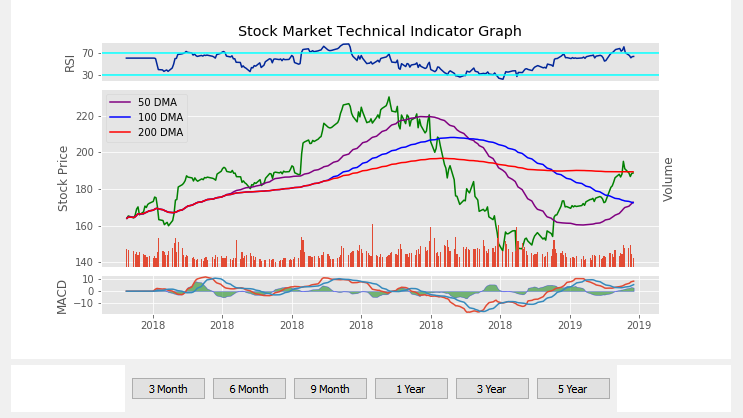 Stock Market Technical Indicator Graph
RSI
70
30
50 DMA
100 DMA
200 DMA
Stock Price
220
200
180
160
140
Volume
MACD
10
0
−10
2018 2018 2018 2018 2018 2018 2019 2019
3 Month 6 Month 9 Month 1 Year 3 Year 5 Year